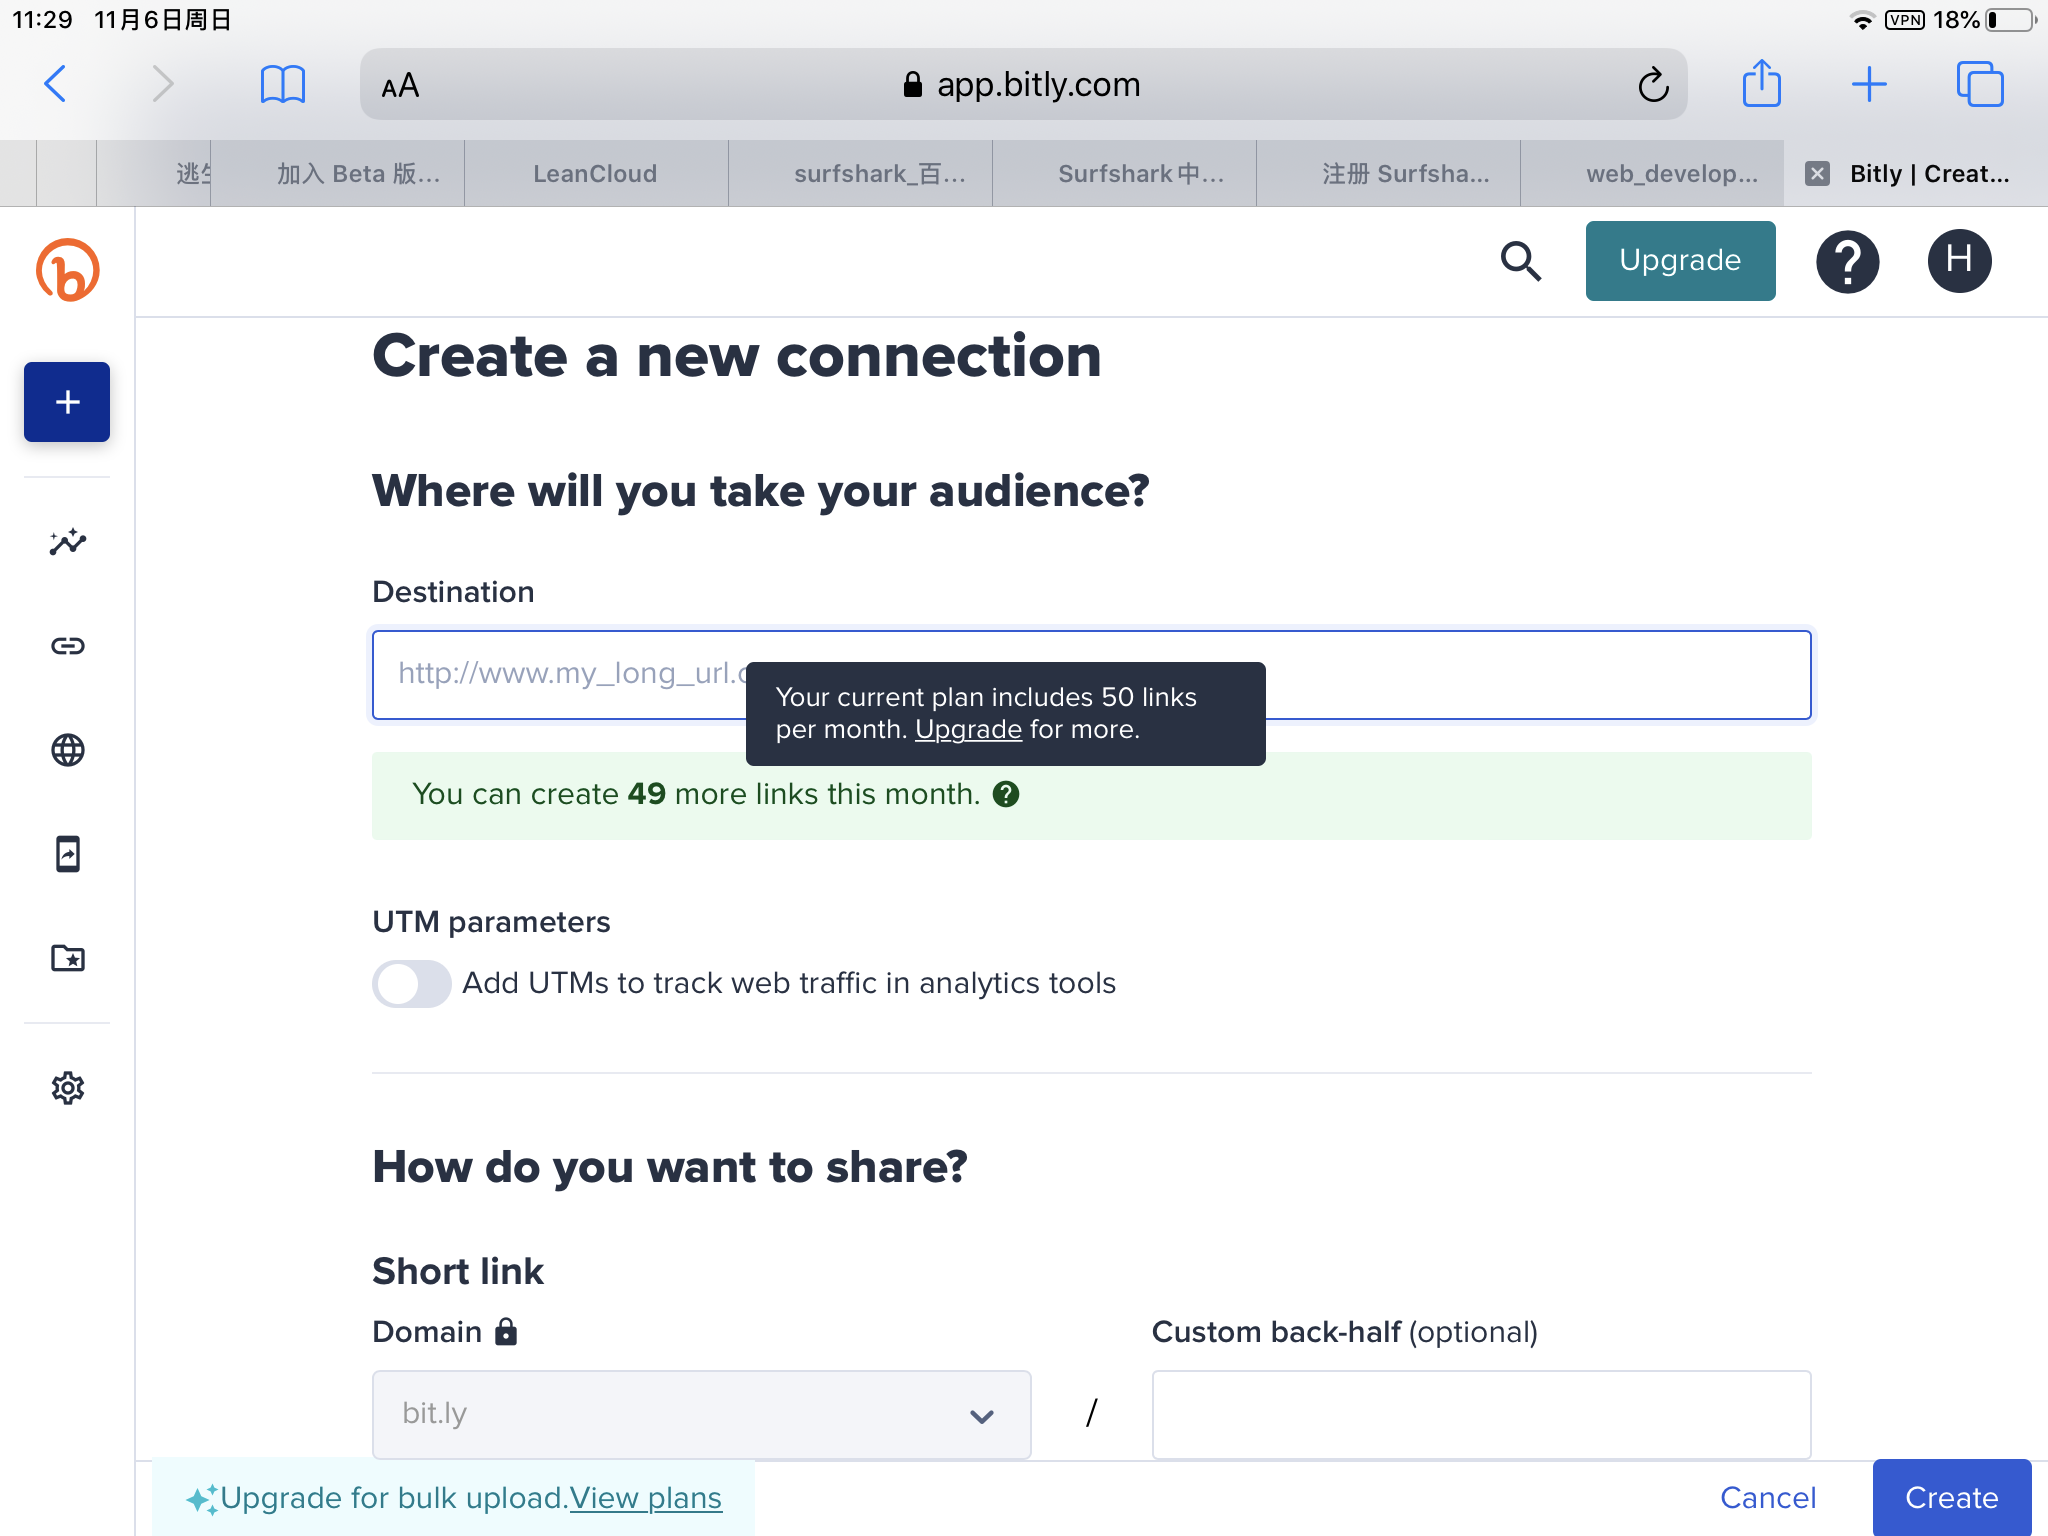 11:29 11月6日周日
VPN 18%
AA app.bitly.com
加入 Beta 版... LeanCloud surfshark_百... Surfshark中... 注册 Surfsha... web_develop... Bitly | Creat...
Upgrade ? H
Create a new connection
Where will you take your audience?
Destination
http://www.my_long_url.
Your current plan includes 50 links
per month. Upgrade for more.
You can create 49 more links this month. ?
UTM parameters
Add UTMs to track web traffic in analytics tools
How do you want to share?
Short link
Domain Custom back-half (optional)
bit.ly /
Upgrade for bulk upload.View plans Cancel Create